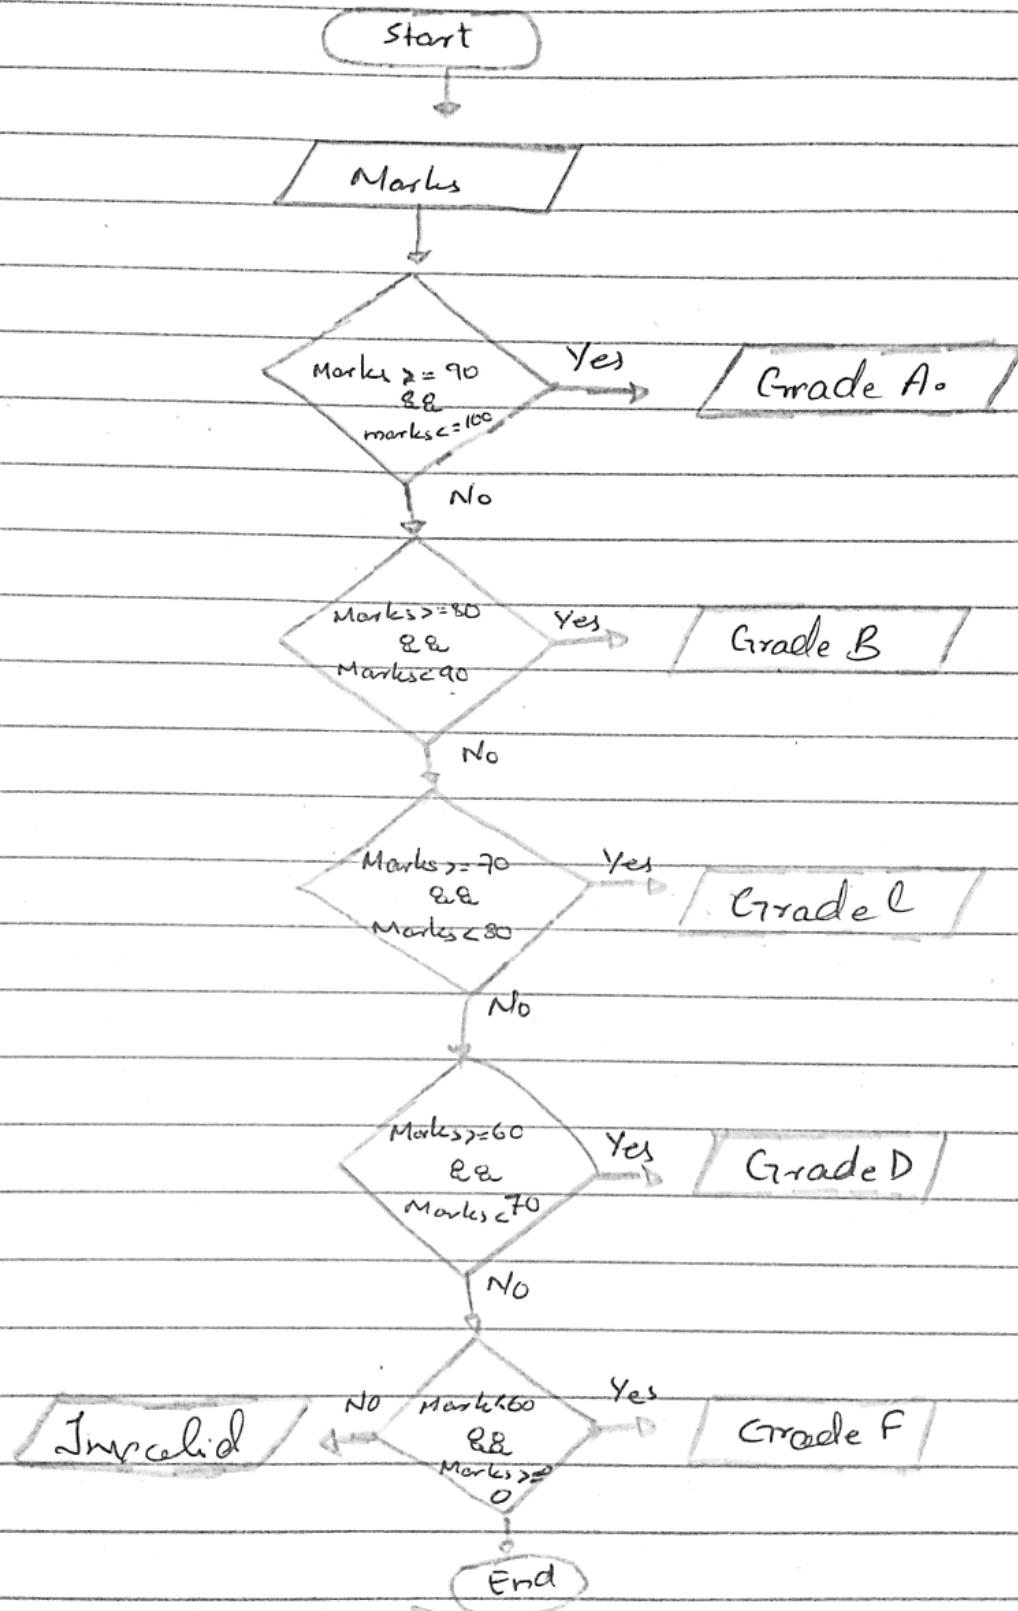 Start
Marks
Marks >= 90
&&
marks <= 100
Yes
Grade A.
No
Marks >= 80
&&
Marks < 90
Yes
Grade B
No
Marks >= 70
&&
Marks < 80
Yes
Grade C
No
Marks >= 60
&&
Marks < 70
Yes
Grade D
No
Mark < 60
&&
Marks >=
0
Yes
Grade F
NO
Invalid
End